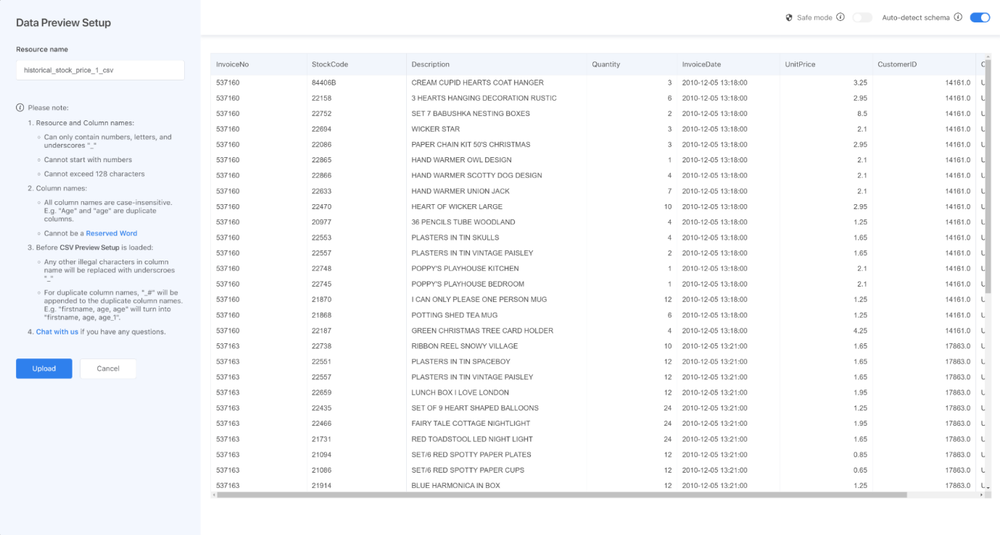 Data Preview Setup
Safe mode
Auto-detect schema
Resource name
historical_stock_price_1_csv
Please note:
1. Resource and Column names:
Can only contain numbers, letters, and
underscores "_"
Cannot start with numbers
Cannot exceed 128 characters
2. Column names:
All column names are case-insensitive.
E.g. "Age" and "age" are duplicate
columns.
Cannot be a Reserved Word
3. Before CSV Preview Setup is loaded:
Any other illegal characters in column
name will be replaced with underscroes
"_"
For duplicate column names, "_#" will be
appended to the duplicate column names.
E.g. "firstname, age, age" will turn into
"firstname, age, age_1".
4. Chat with us if you have any questions.
Upload Cancel
InvoiceNo StockCode Description Quantity InvoiceDate UnitPrice CustomerID C
537160 84406B CREAM CUPID HEARTS COAT HANGER 3 2010-12-05 13:18:00 3.25 14161.0 U
537160 22158 3 HEARTS HANGING DECORATION RUSTIC 6 2010-12-05 13:18:00 2.95 14161.0 U
537160 22752 SET 7 BABUSHKA NESTING BOXES 2 2010-12-05 13:18:00 8.5 14161.0 U
537160 22694 WICKER STAR 3 2010-12-05 13:18:00 2.1 14161.0 U
537160 22086 PAPER CHAIN KIT 50'S CHRISTMAS 3 2010-12-05 13:18:00 2.95 14161.0 U
537160 22865 HAND WARMER OWL DESIGN 1 2010-12-05 13:18:00 2.1 14161.0 U
537160 22866 HAND WARMER SCOTTY DOG DESIGN 4 2010-12-05 13:18:00 2.1 14161.0 U
537160 22633 HAND WARMER UNION JACK 7 2010-12-05 13:18:00 2.1 14161.0 U
537160 22470 HEART OF WICKER LARGE 10 2010-12-05 13:18:00 2.95 14161.0 U
537160 20977 36 PENCILS TUBE WOODLAND 4 2010-12-05 13:18:00 1.25 14161.0 U
537160 22553 PLASTERS IN TIN SKULLS 4 2010-12-05 13:18:00 1.65 14161.0 U
537160 22557 PLASTERS IN TIN VINTAGE PAISLEY 2 2010-12-05 13:18:00 1.65 14161.0 U
537160 22748 POPPY'S PLAYHOUSE KITCHEN 1 2010-12-05 13:18:00 2.1 14161.0 U
537160 22745 POPPY'S PLAYHOUSE BEDROOM 1 2010-12-05 13:18:00 2.1 14161.0 U
537160 21870 I CAN ONLY PLEASE ONE PERSON MUG 12 2010-12-05 13:18:00 1.25 14161.0 U
537160 21868 POTTING SHED TEA MUG 6 2010-12-05 13:18:00 1.25 14161.0 U
537160 22187 GREEN CHRISTMAS TREE CARD HOLDER 4 2010-12-05 13:18:00 4.25 14161.0 U
537163 22738 RIBBON REEL SNOWY VILLAGE 10 2010-12-05 13:21:00 1.65 17863.0 U
537163 22551 PLASTERS IN TIN SPACEBOY 12 2010-12-05 13:21:00 1.65 17863.0 U
537163 22557 PLASTERS IN TIN VINTAGE PAISLEY 12 2010-12-05 13:21:00 1.65 17863.0 U
537163 22659 LUNCH BOX I LOVE LONDON 12 2010-12-05 13:21:00 1.95 17863.0 U
537163 22435 SET OF 9 HEART SHAPED BALLOONS 24 2010-12-05 13:21:00 1.25 17863.0 U
537163 22466 FAIRY TALE COTTAGE NIGHTLIGHT 24 2010-12-05 13:21:00 1.95 17863.0 U
537163 21731 RED TOADSTOOL LED NIGHT LIGHT 24 2010-12-05 13:21:00 1.65 17863.0 U
537163 21094 SET/6 RED SPOTTY PAPER PLATES 12 2010-12-05 13:21:00 0.85 17863.0 U
537163 21086 SET/6 RED SPOTTY PAPER CUPS 12 2010-12-05 13:21:00 0.65 17863.0 U
537163 21914 BLUE HARMONICA IN BOX 12 2010-12-05 13:21:00 1.25 17863.0 U